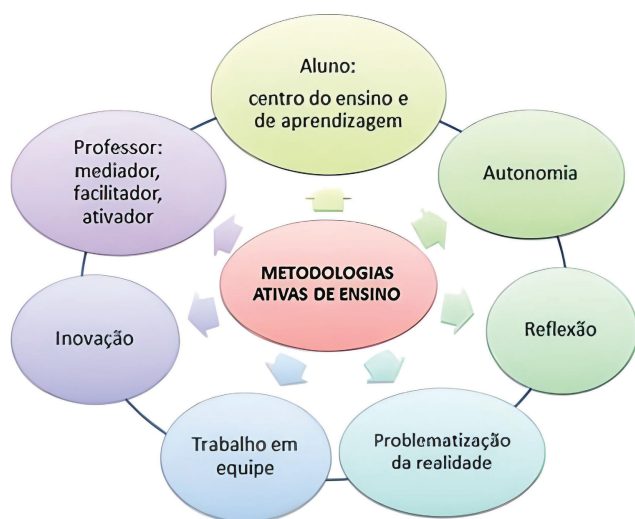 Aluno:
centro do ensino e
de aprendizagem
Autonomia
Reflexão
Problematização
da realidade
Trabalho em
equipe
Inovação
Professor:
mediador,
facilitador,
ativador
METODOLOGIAS
ATIVAS DE ENSINO